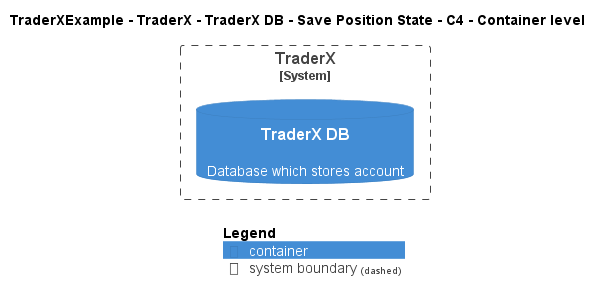 TraderXExample - TraderX - TraderX DB - Save Position State - C4 - Container level
TraderX
[System]
TraderX DB
Database which stores account
Legend
container
system boundary (dashed)